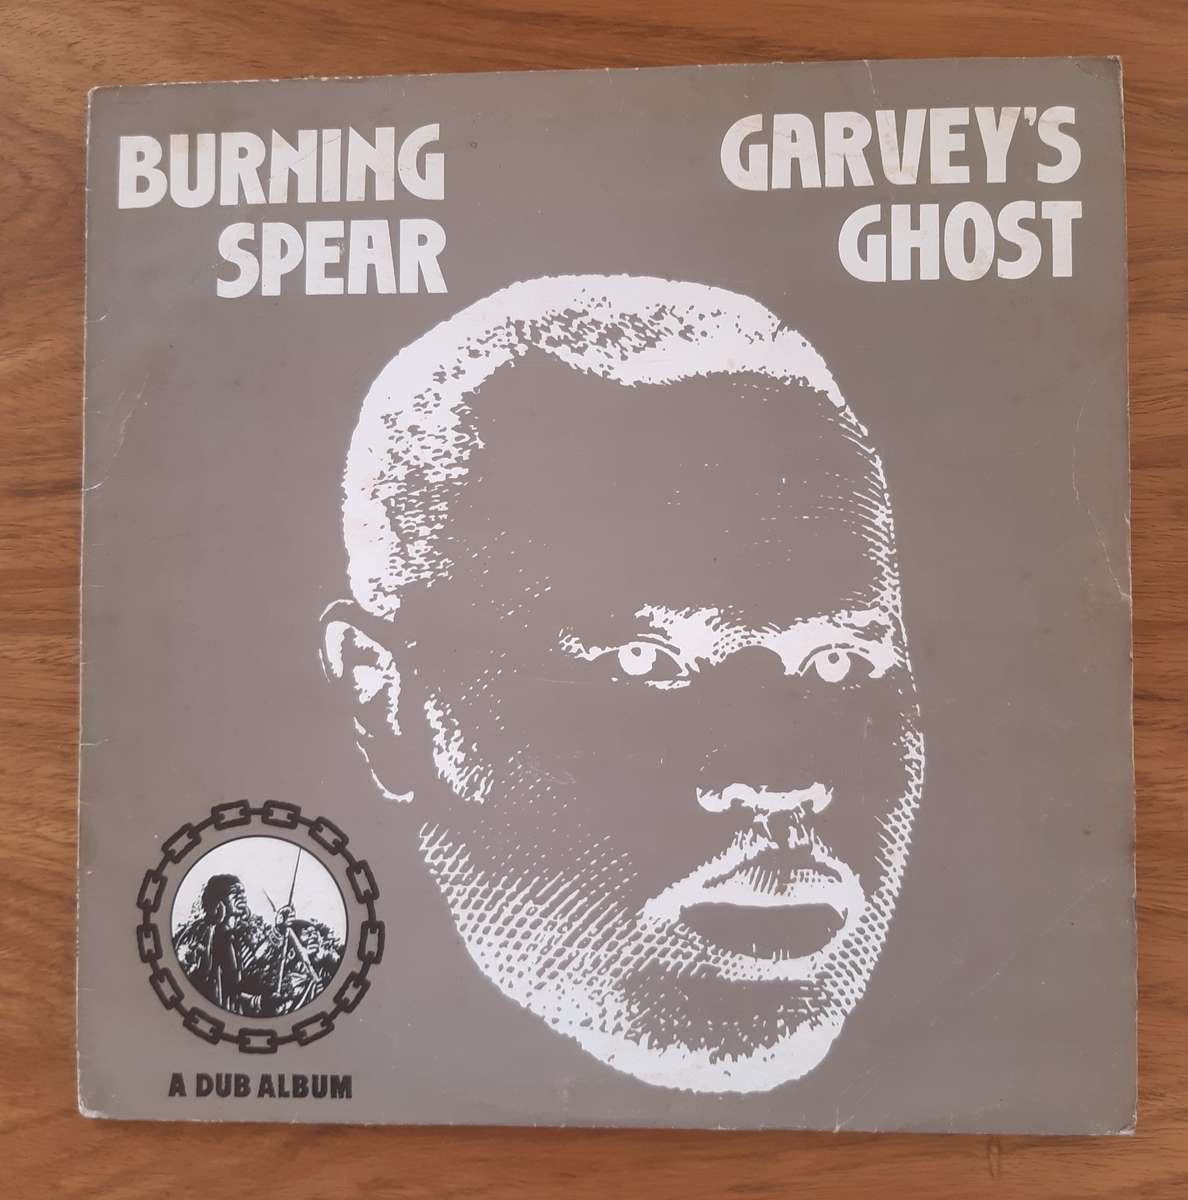 BURNING
SPEAR
GARVEY'S
GHOST
A DUB ALBUM